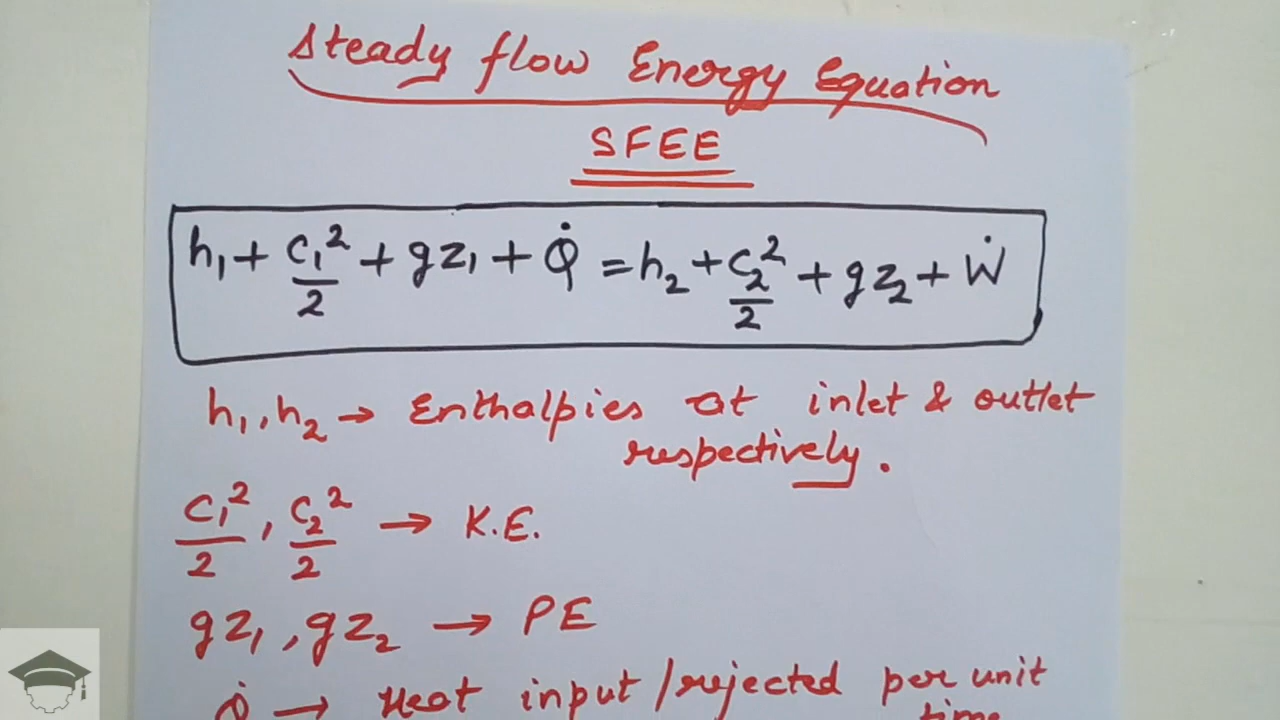 Steady flow Energy Equation
SFEE
h₁ + c₁²/2 + gz₁ + Q̇ = h₂ + c₂²/2 + gz₂ + Ẇ
h₁, h₂ → Enthalpies at inlet & outlet
respectively.
c₁²/2, c₂²/2 → K.E.
gz₁, gz₂ → PE
Q̇ → Heat input/rejected per unit
time